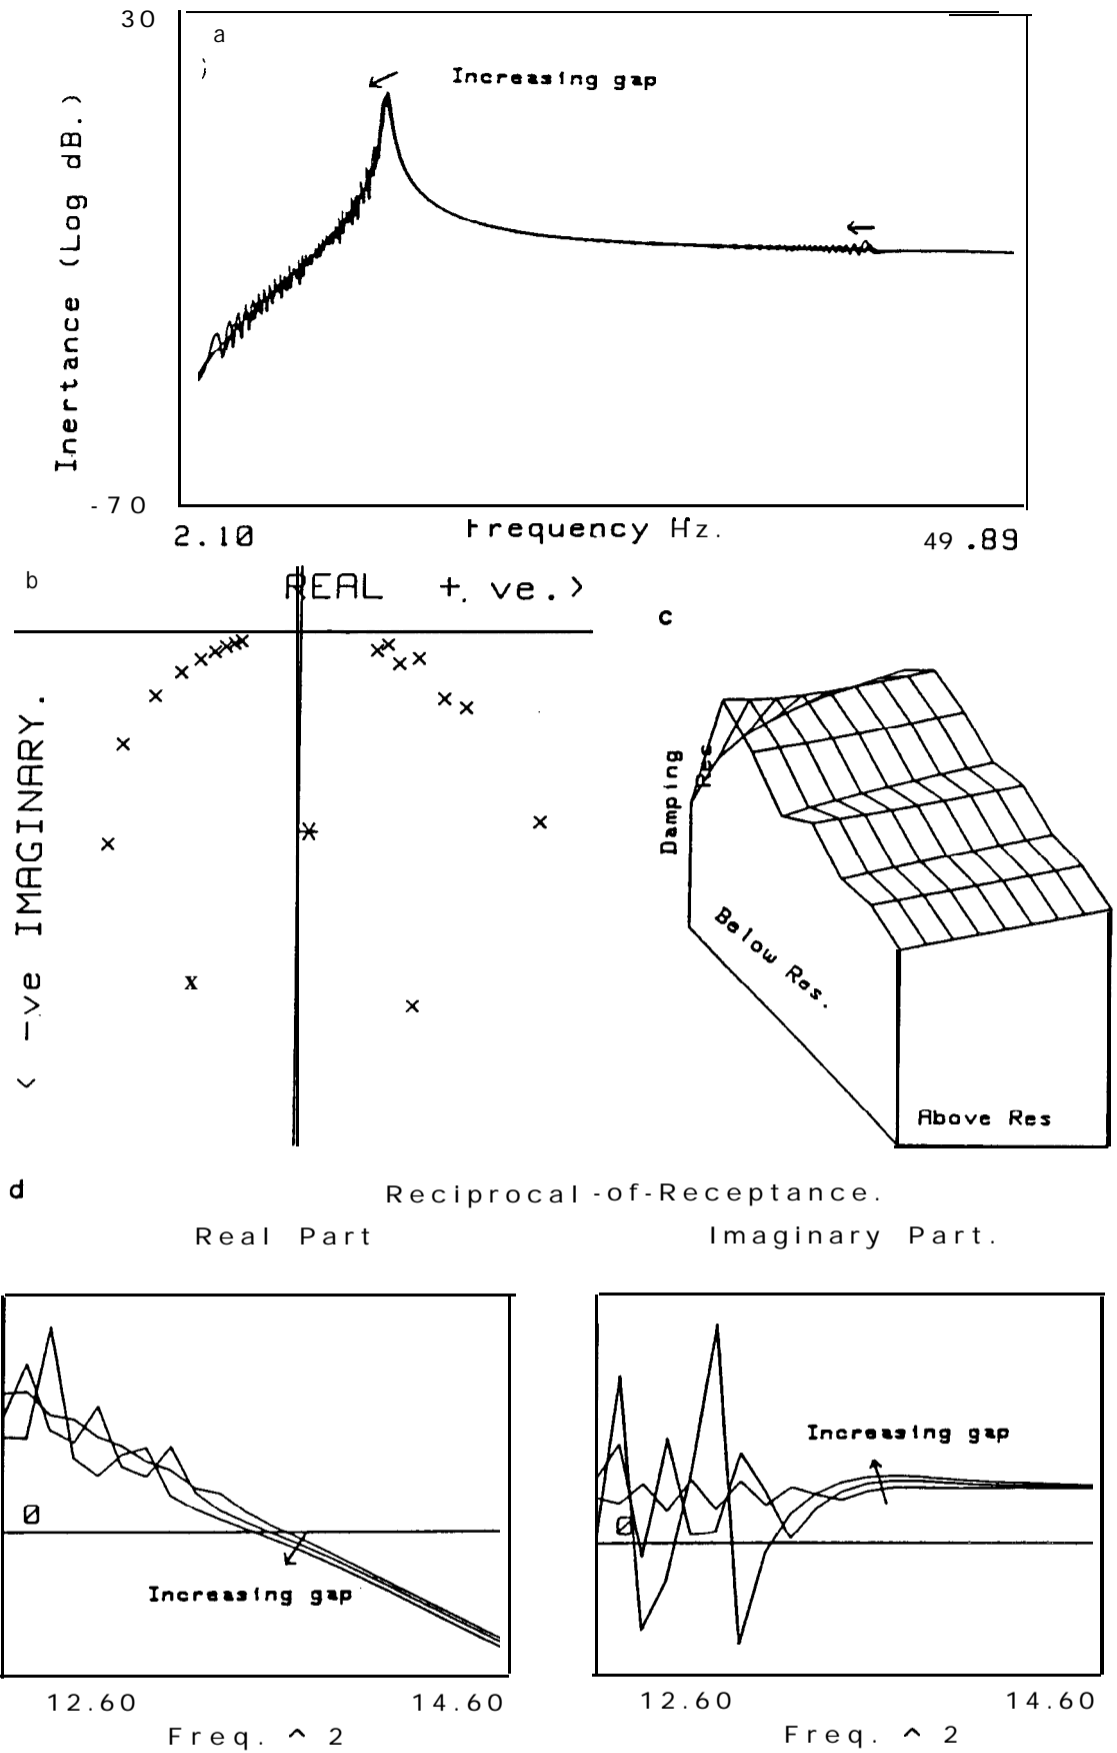 30
a
Increasing gap
Inertance (Log dB.)
-70
2.10
Frequency Hz.
49.89
b
REAL +. ve.>
< -ve IMAGINARY.
c
Damping
Res
Below Res.
Above Res
d
Reciprocal-of-Receptance.
Real Part
Imaginary Part.
0
Increasing gap
12.60
14.60
Freq. ^ 2
0
Increasing gap
12.60
14.60
Freq. ^ 2